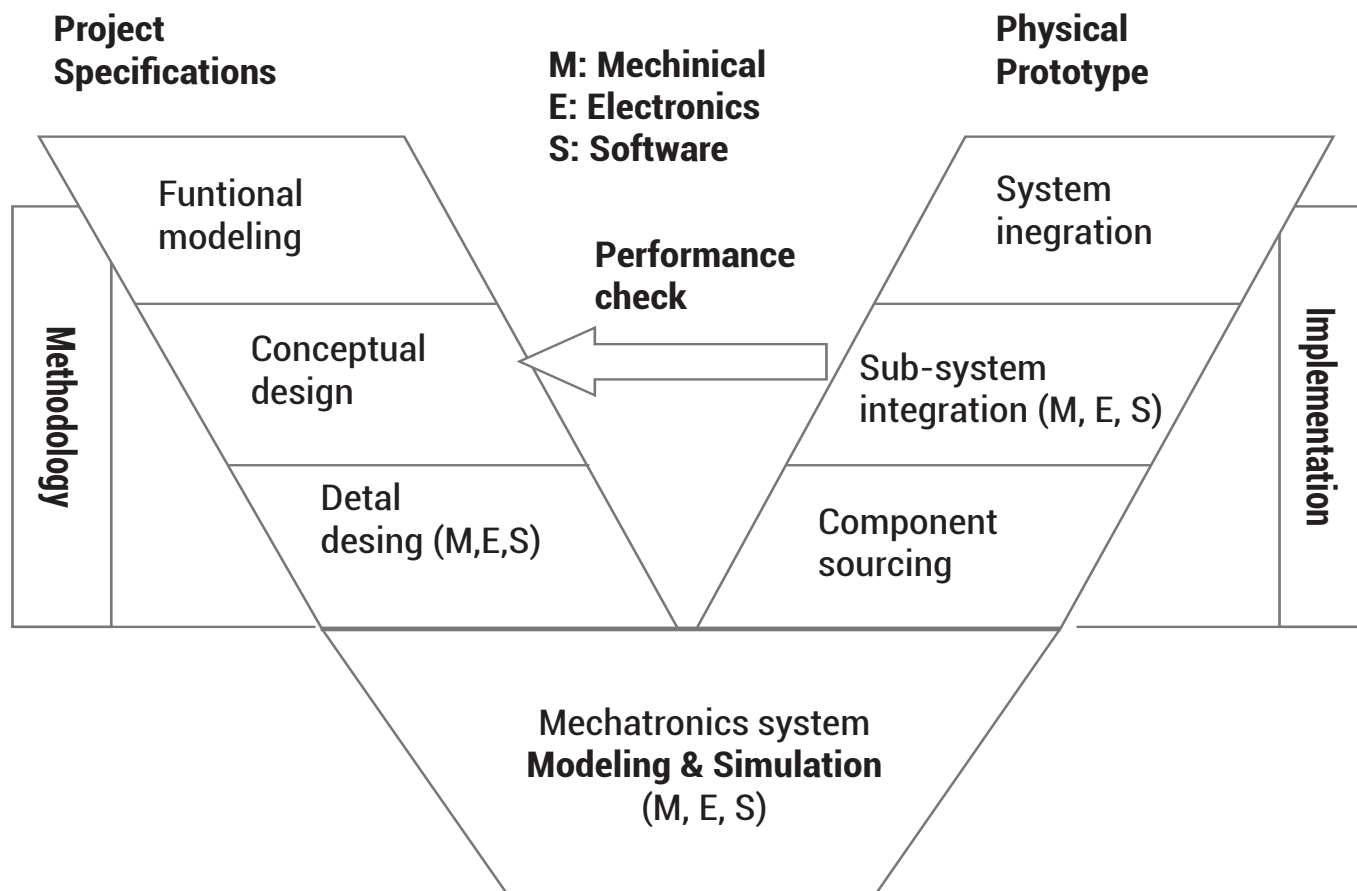 Project
Specifications
M: Mechinical
E: Electronics
S: Software
Physical
Prototype
Funtional
modeling
System
inegration
Performance
check
Methodology
Conceptual
design
Sub-system
integration (M, E, S)
Implementation
Detal
desing (M,E,S)
Component
sourcing
Mechatronics system
Modeling & Simulation
(M, E, S)